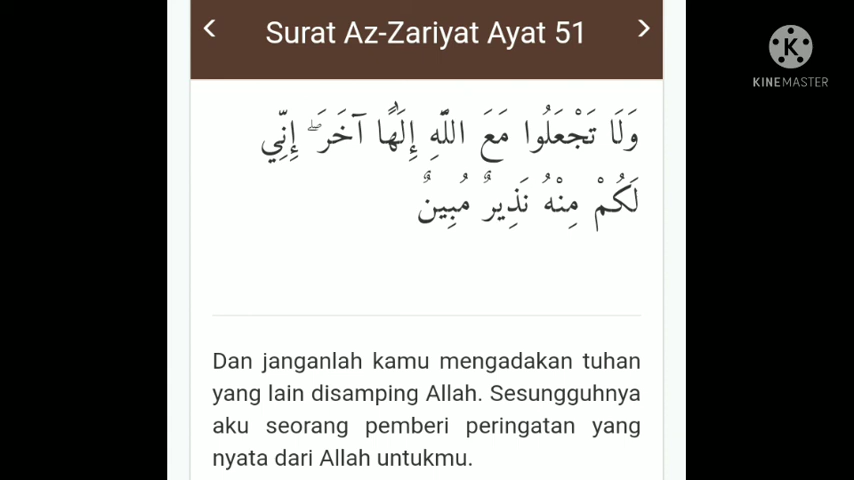 Surat Az-Zariyat Ayat 51
K
KINEMASTER
وَلَا تَجْعَلُوا مَعَ اللَّهِ إِلَٰهًا آخَرَ ۖ إِنِّي
لَكُمْ مِنْهُ نَذِيرٌ مُبِينٌ
Dan janganlah kamu mengadakan tuhan
yang lain disamping Allah. Sesungguhnya
aku seorang pemberi peringatan yang
nyata dari Allah untukmu.